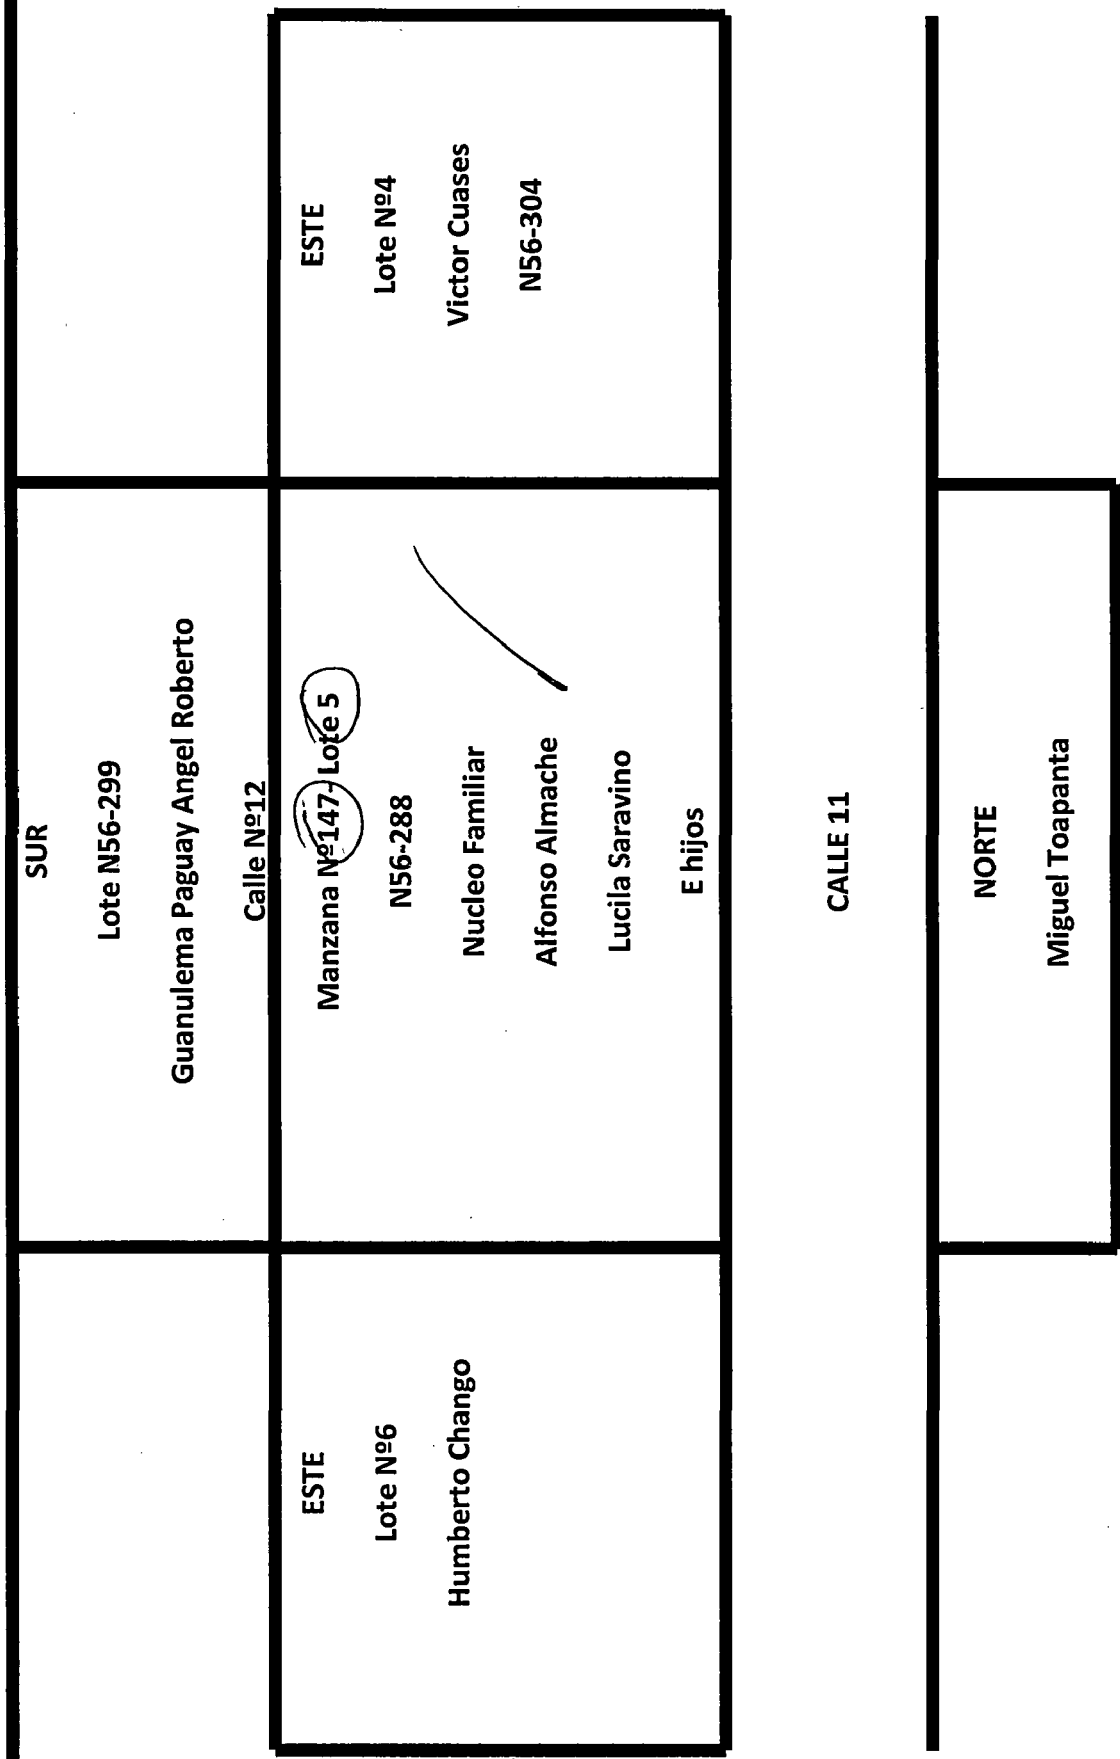 SUR
Lote N56-299
Guanulema Paguay Angel Roberto
Calle Nº12
ESTE
Lote Nº6
Humberto Chango
Manzana Nº147- Lote 5
N56-288
Nucleo Familiar
Alfonso Almache
Lucila Saravino
E hijos
ESTE
Lote Nº4
Victor Cuases
N56-304
CALLE 11
NORTE
Miguel Toapanta